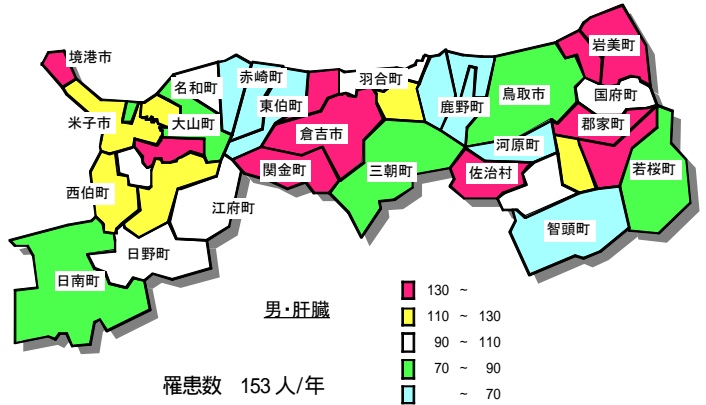 境港市
岩美町
名和町
赤崎町
羽合町
国府町
米子市
大山町
東伯町
鹿野町
鳥取市
倉吉市
郡家町
河原町
関金町
三朝町
佐治村
若桜町
西伯町
江府町
智頭町
日野町
日南町
男・肝臓
130 ~
110 ~ 130
90 ~ 110
70 ~ 90
~ 70
罹患数 153 人/年